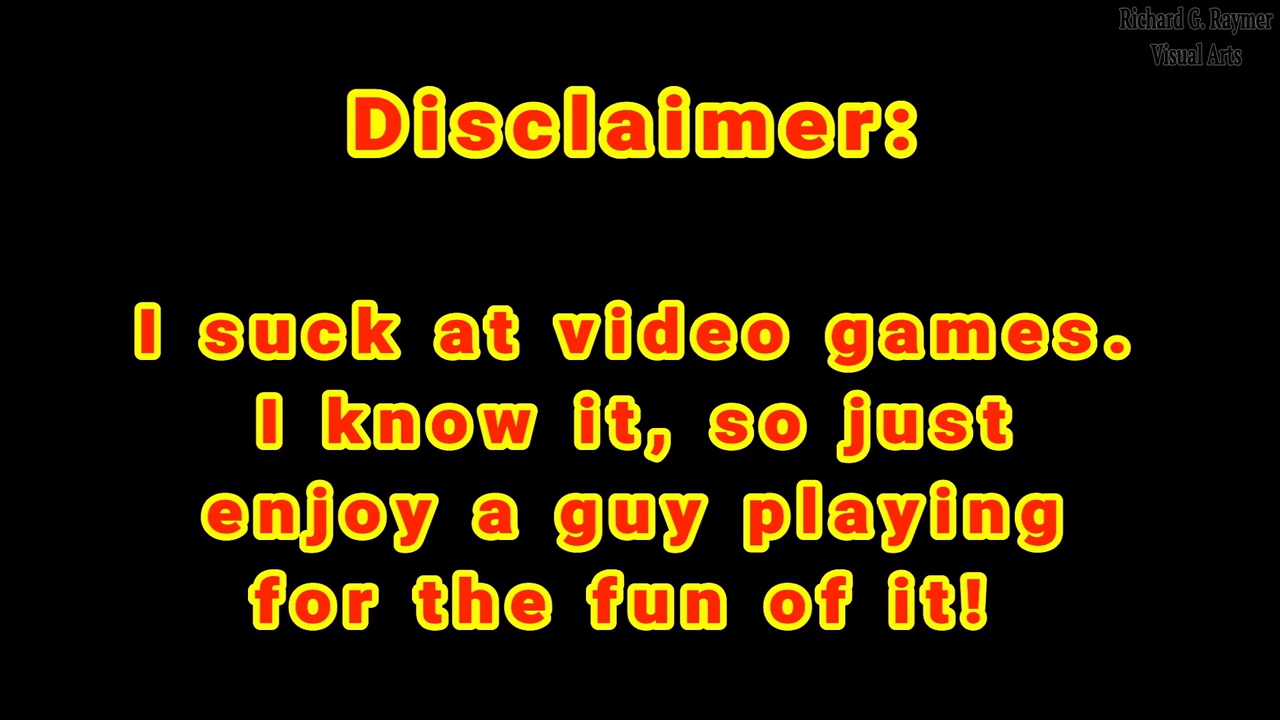 Richard G. Raymer
Visual Arts
Disclaimer:
I suck at video games.
I know it, so just
enjoy a guy playing
for the fun of it!